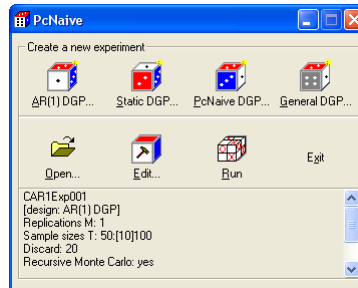 PcNaive
Create a new experiment
AR(1) DGP... Static DGP... PcNaive DGP... General DGP...
Open... Edit... Run Exit
CAR1Exp001
[design: AR(1) DGP]
Replications M: 1
Sample sizes T: 50:[10]100
Discard: 20
Recursive Monte Carlo: yes